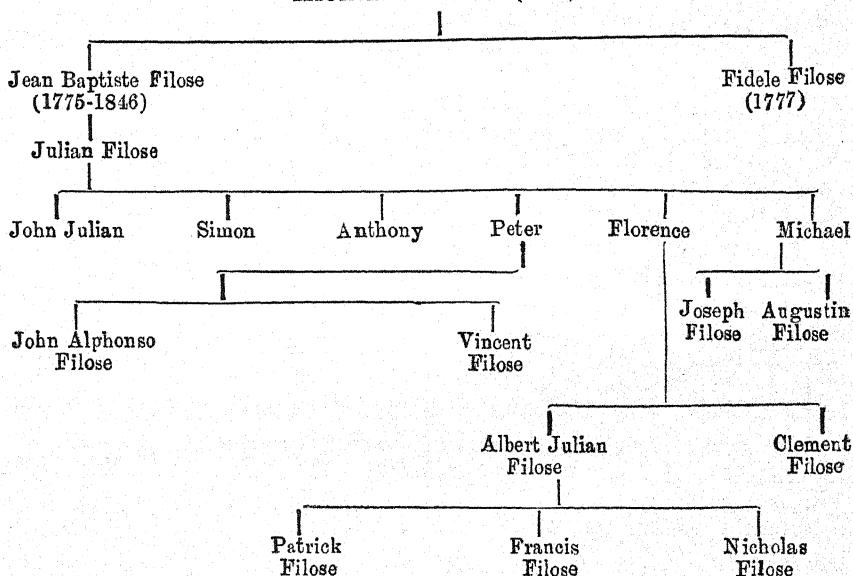 Jean Baptiste Filose
(1775-1846)
Fidele Filose
(1777)
Julian Filose
John Julian
Simon
Anthony
Peter
Florence
Michael
John Alphonso
Filose
Vincent
Filose
Joseph
Filose
Augustin
Filose
Albert Julian
Filose
Clement
Filose
Patrick
Filose
Francis
Filose
Nicholas
Filose